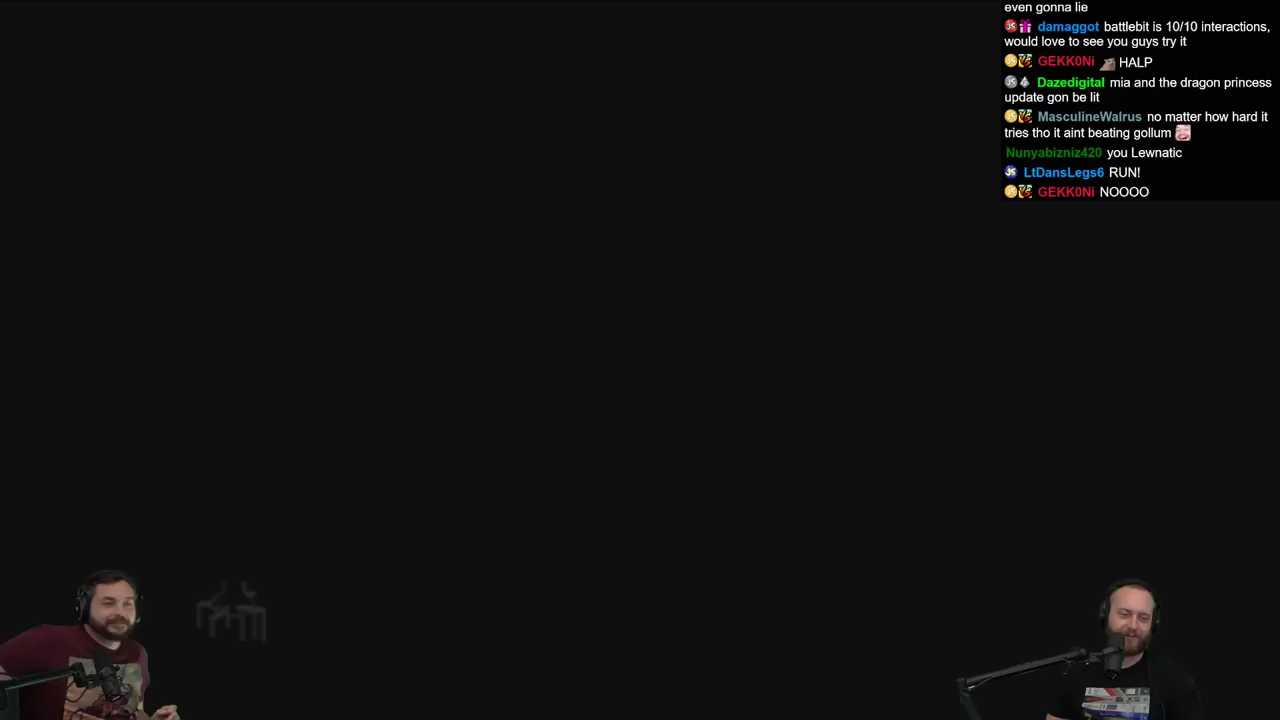 even gonna lie
damaggot battlebit is 10/10 interactions,
would love to see you guys try it
GEKK0Ni HALP
Dazedigital mia and the dragon princess
update gon be lit
MasculineWalrus no matter how hard it
tries tho it aint beating gollum
Nunyabizniz420 you Lewnatic
LtDansLegs6 RUN!
GEKK0Ni NOOOO